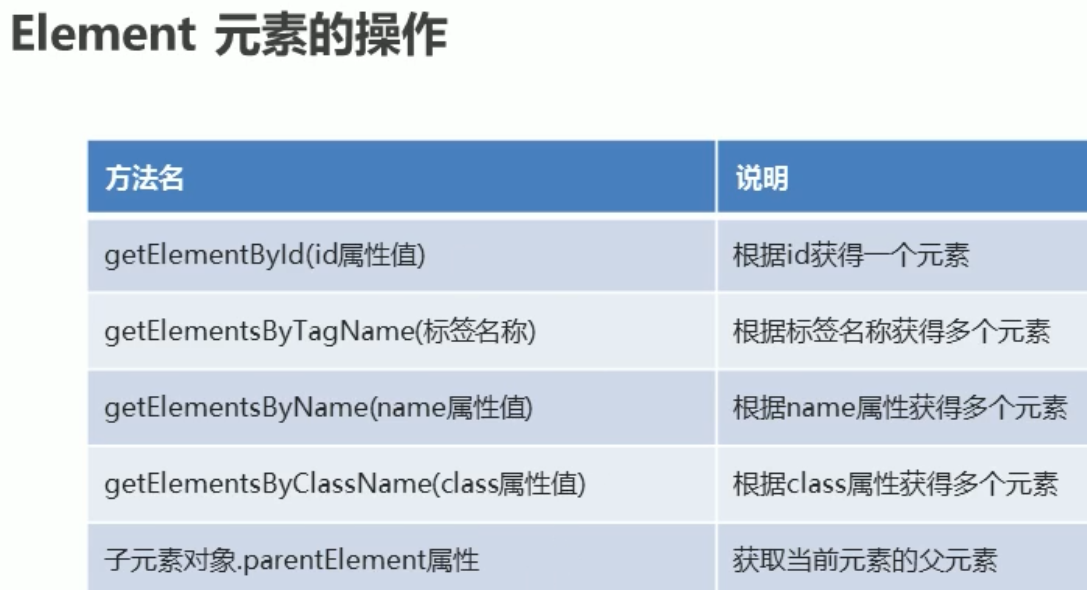 Element 元素的操作
方法名 说明
getElementById(id属性值) 根据id获得一个元素
getElementsByTagName(标签名称) 根据标签名称获得多个元素
getElementsByName(name属性值) 根据name属性获得多个元素
getElementsByClassName(class属性值) 根据class属性获得多个元素
子元素对象.parentElement属性 获取当前元素的父元素